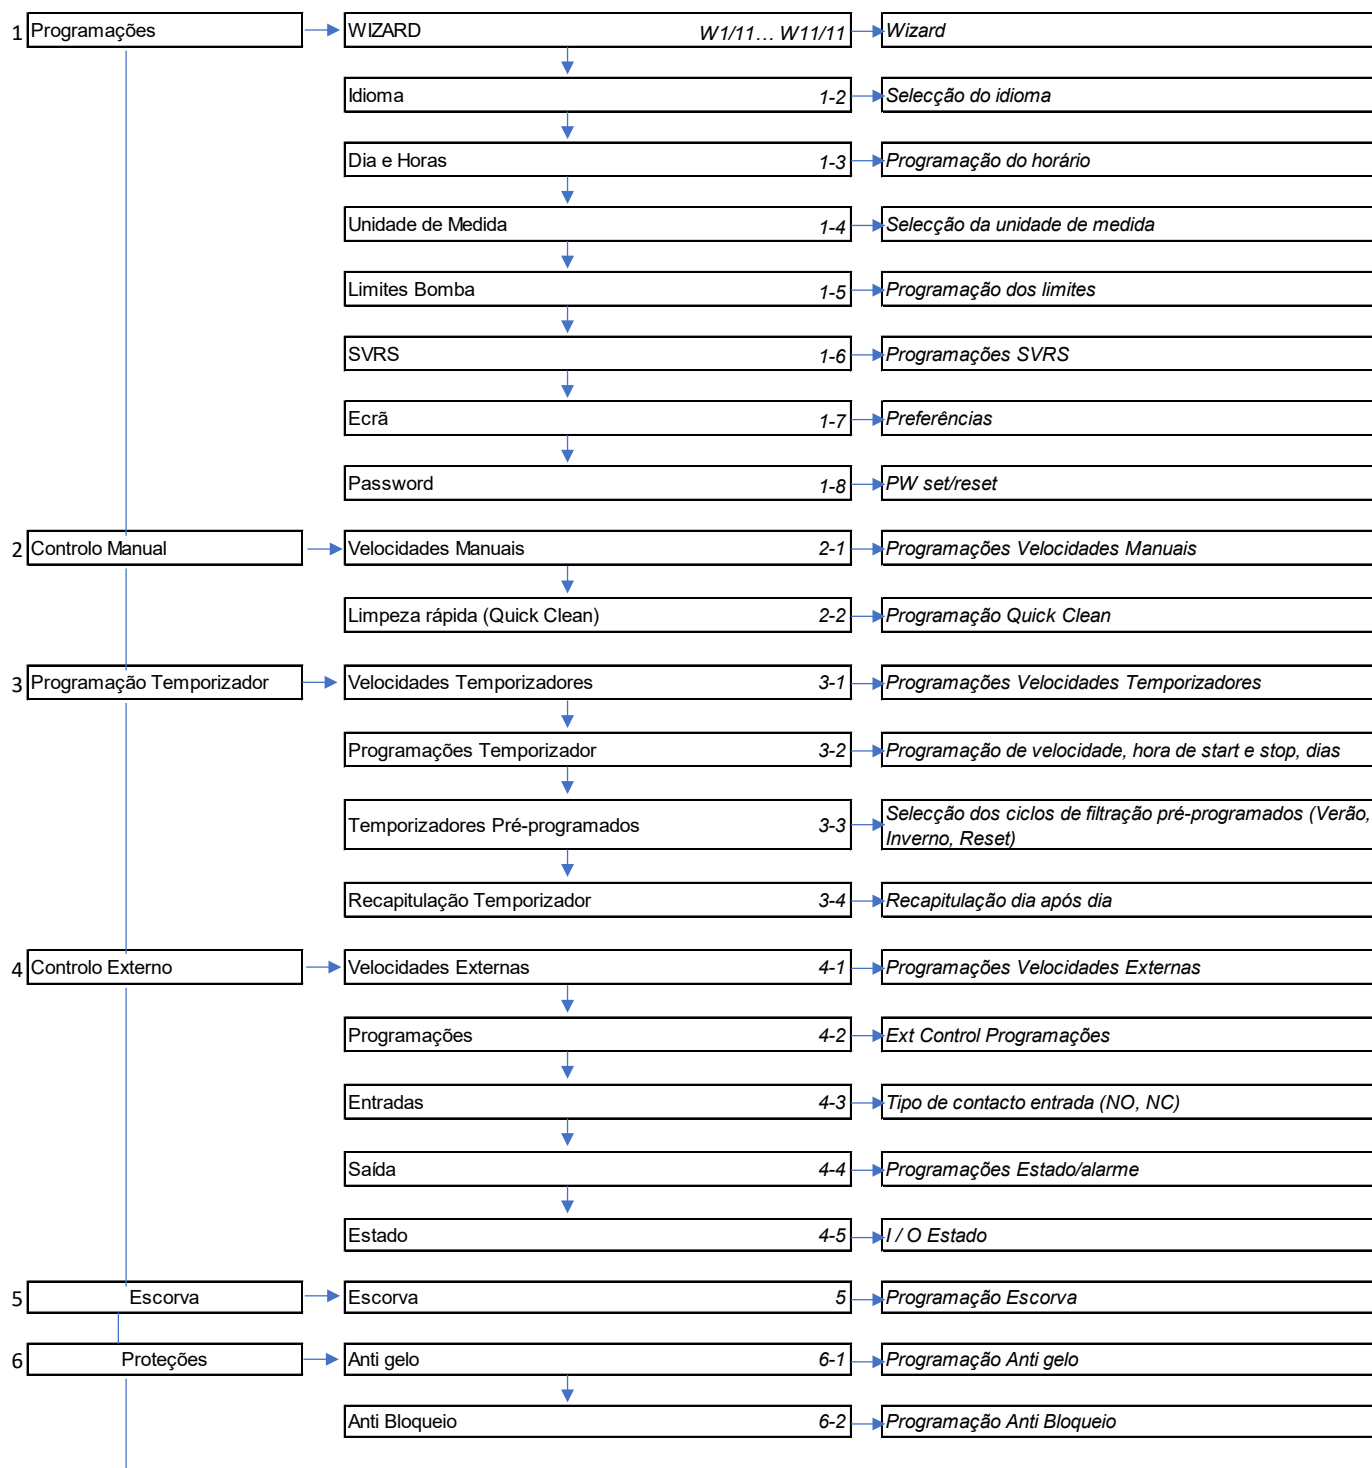 1 Programações WIZARD W1/11… W11/11 Wizard
Idioma 1-2 Selecção do idioma
Dia e Horas 1-3 Programação do horário
Unidade de Medida 1-4 Selecção da unidade de medida
Limites Bomba 1-5 Programação dos limites
SVRS 1-6 Programações SVRS
Ecrã 1-7 Preferências
Password 1-8 PW set/reset
2 Controlo Manual Velocidades Manuais 2-1 Programações Velocidades Manuais
Limpeza rápida (Quick Clean) 2-2 Programação Quick Clean
3 Programação Temporizador Velocidades Temporizadores 3-1 Programações Velocidades Temporizadores
Programações Temporizador 3-2 Programação de velocidade, hora de start e stop, dias
Temporizadores Pré-programados 3-3 Selecção dos ciclos de filtração pré-programados (Verão,
Inverno, Reset)
Recapitulação Temporizador 3-4 Recapitulação dia após dia
4 Controlo Externo Velocidades Externas 4-1 Programações Velocidades Externas
Programações 4-2 Ext Control Programações
Entradas 4-3 Tipo de contacto entrada (NO, NC)
Saída 4-4 Programações Estado/alarme
Estado 4-5 I / O Estado
5 Escorva Escorva 5 Programação Escorva
6 Proteções Anti gelo 6-1 Programação Anti gelo
Anti Bloqueio 6-2 Programação Anti Bloqueio